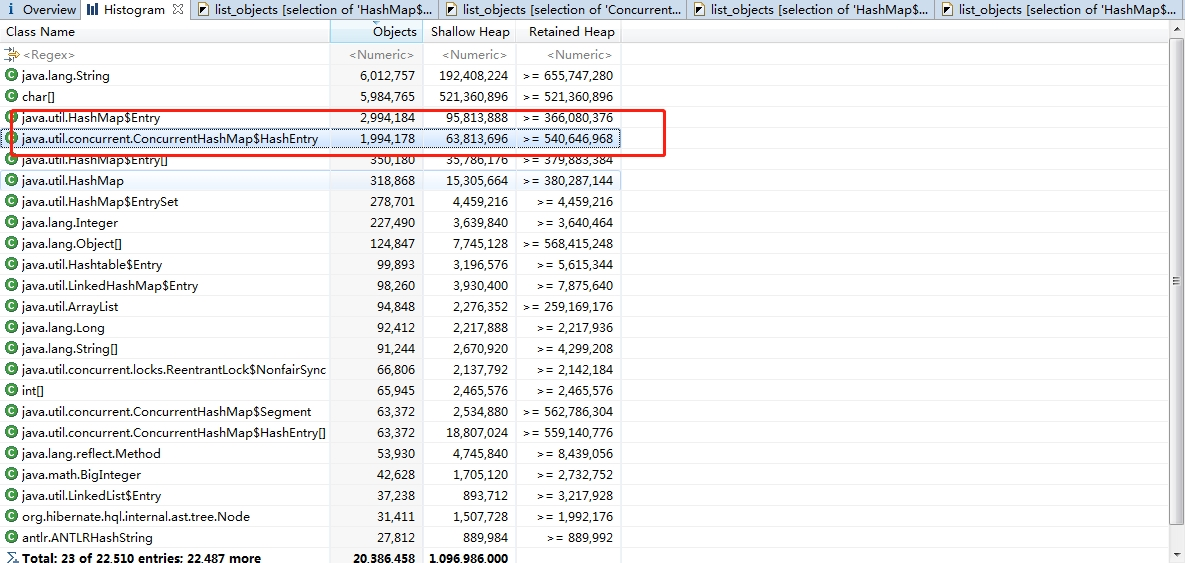 Overview Histogram list_objects [selection of 'HashMap$... list_objects [selection of 'Concurrent... list_objects [selection of 'HashMap$... list_objects [selection of 'HashMap$...
Class Name Objects Shallow Heap Retained Heap
<Regex> <Numeric> <Numeric> <Numeric>
java.lang.String 6,012,757 192,408,224 >= 655,747,280
char[] 5,984,765 521,360,896 >= 521,360,896
java.util.HashMap$Entry 2,994,184 95,813,888 >= 366,080,376
java.util.concurrent.ConcurrentHashMap$HashEntry 1,994,178 63,813,696 >= 540,646,968
java.util.HashMap$Entry[] 350,180 35,786,176 >= 379,883,384
java.util.HashMap 318,868 15,305,664 >= 380,287,144
java.util.HashMap$EntrySet 278,701 4,459,216 >= 4,459,216
java.lang.Integer 227,490 3,639,840 >= 3,640,464
java.lang.Object[] 124,847 7,745,128 >= 568,415,248
java.util.Hashtable$Entry 99,893 3,196,576 >= 5,615,344
java.util.LinkedHashMap$Entry 98,260 3,930,400 >= 7,875,640
java.util.ArrayList 94,848 2,276,352 >= 259,169,176
java.lang.Long 92,412 2,217,888 >= 2,217,936
java.lang.String[] 91,244 2,670,920 >= 4,299,208
java.util.concurrent.locks.ReentrantLock$NonfairSync 66,806 2,137,792 >= 2,142,184
int[] 65,945 2,465,576 >= 2,465,576
java.util.concurrent.ConcurrentHashMap$Segment 63,372 2,534,880 >= 562,786,304
java.util.concurrent.ConcurrentHashMap$HashEntry[] 63,372 18,807,024 >= 559,140,776
java.lang.reflect.Method 53,930 4,745,840 >= 8,439,056
java.math.BigInteger 42,628 1,705,120 >= 2,732,752
java.util.LinkedList$Entry 37,238 893,712 >= 3,217,928
org.hibernate.hql.internal.ast.tree.Node 31,411 1,507,728 >= 1,992,176
antlr.ANTLRHashString 27,812 889,984 >= 889,992
Total: 23 of 22,510 entries; 22,487 more 20,386,458 1,096,986,000